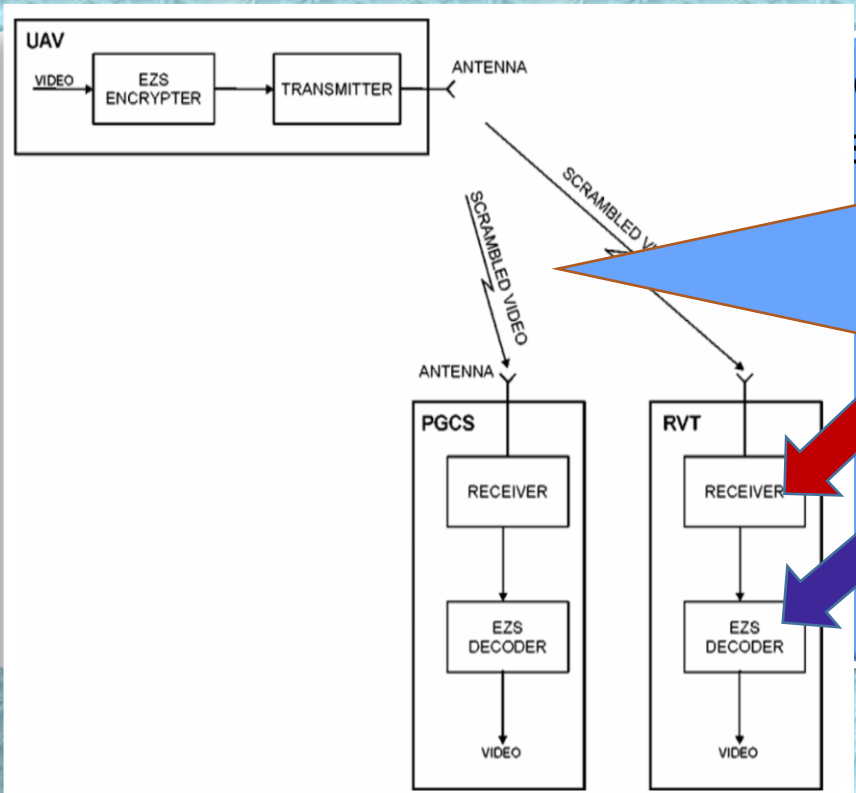 UAV
VIDEO
EZS
ENCRYPTER
TRANSMITTER
ANTENNA
SCRAMBLED
SCRAMBLED VIDEO
ANTENNA
PGCS
RVT
RECEIVER
RECEIVER
EZS
DECODER
EZS
DECODER
VIDEO
VIDEO